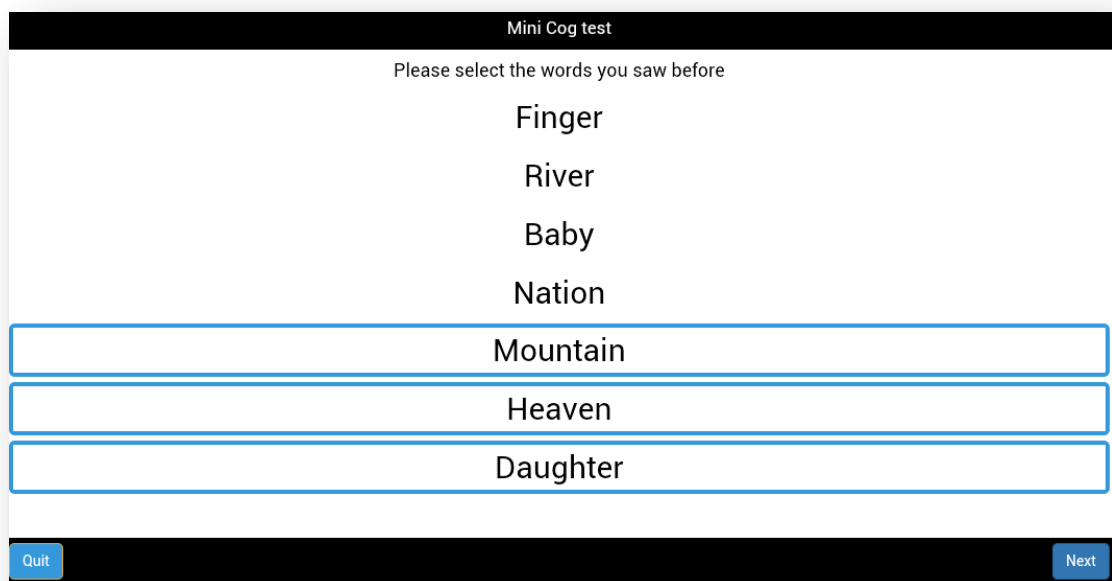 Mini Cog test
Please select the words you saw before
Finger
River
Baby
Nation
Mountain
Heaven
Daughter
Quit Next